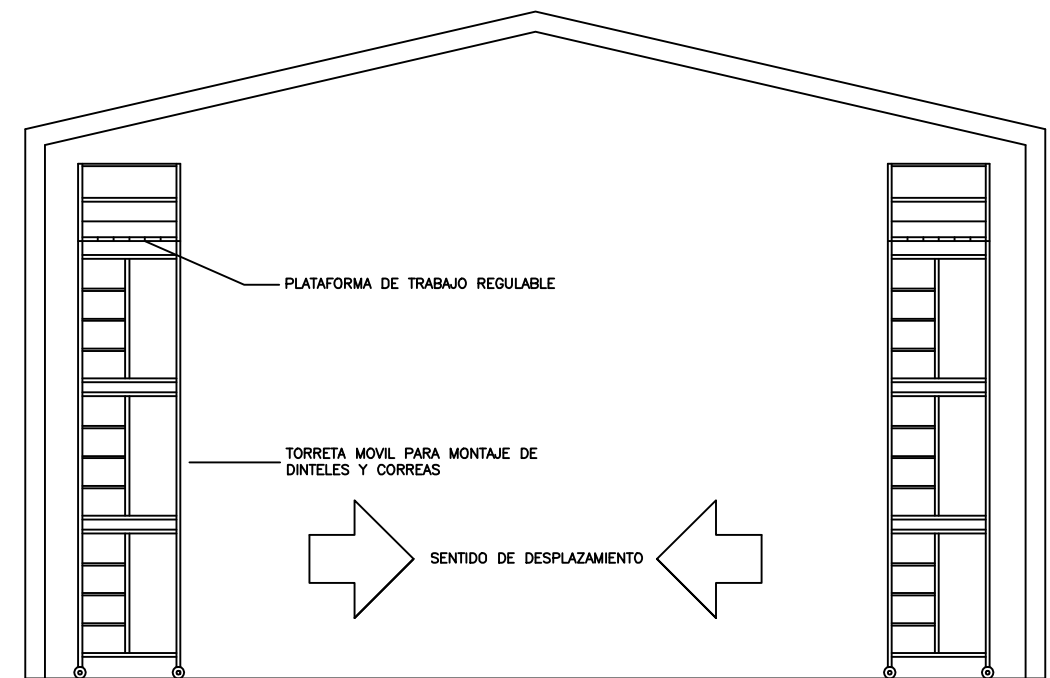 PLATAFORMA DE TRABAJO REGULABLE
TORRETA MOVIL PARA MONTAJE DE
DINTELES Y CORREAS
SENTIDO DE DESPLAZAMIENTO